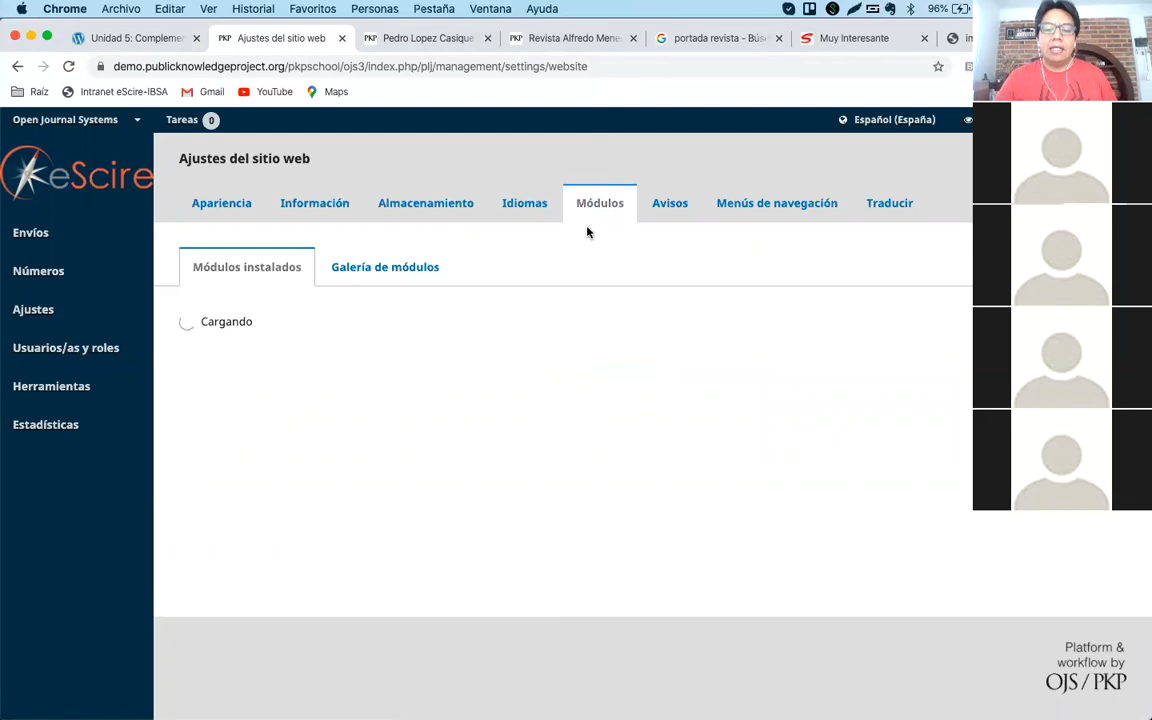 Chrome Archivo Editar Ver Historial Favoritos Personas Pestaña Ventana Ayuda 96%
Unidad 5: Complemen
Ajustes del sitio web
Pedro Lopez Casique
Revista Alfredo Mene
portada revista - Bús
Muy Interesante
im
demo.publicknowledgeproject.org/pkpschool/ojs3/index.php/plj/management/settings/website
Raíz Intranet eScire-IBSA Gmail YouTube Maps
Open Journal Systems Tareas 0 Español (España)
eScire
Ajustes del sitio web
Apariencia Información Almacenamiento Idiomas Módulos Avisos Menús de navegación Traducir
Envíos
Números
Ajustes
Usuarios/as y roles
Herramientas
Estadísticas
Módulos instalados Galería de módulos
Cargando
Platform &
workflow by
OJS / PKP